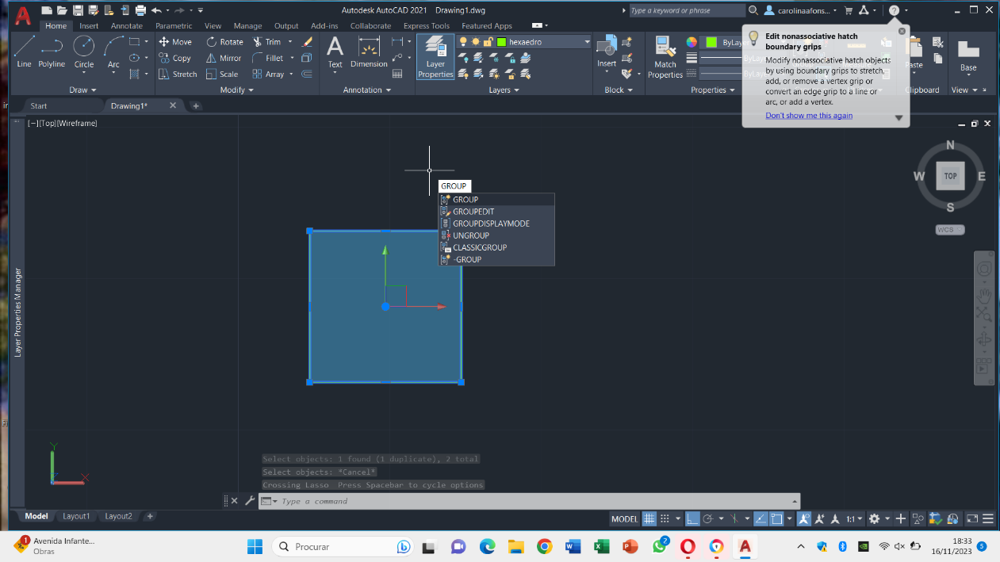 Autodesk AutoCAD 2021 Drawing1.dwg
Type a keyword or phrase
carolinaafons...
Home Insert Annotate Parametric View Manage Output Add-ins Collaborate Express Tools Featured Apps
Line
Polyline
Circle
Arc
Move
Copy
Stretch
Rotate
Mirror
Scale
Trim
Fillet
Array
Text
Dimension
Layer
Properties
hexaedro
Insert
Match
Properties
ByLay
Paste
Base
Draw
Modify
Annotation
Layers
Block
Properties
Clipboard
View
Edit nonassociative hatch
boundary grips
Modify nonassociative hatch objects
by using boundary grips to stretch,
add, or remove a vertex grip or
convert an edge grip to a line or
arc, or add a vertex.
Don't show me this again
Start
Drawing1*
[−][Top][Wireframe]
N
W
TOP
E
S
WCS
GROUP
GROUP
GROUPEDIT
GROUPDISPLAYMODE
UNGROUP
CLASSICGROUP
-GROUP
Layer Properties Manager
Y
X
Select objects: 1 found (1 duplicate), 2 total
Select objects: *Cancel*
Crossing Lasso Press Spacebar to cycle options
Type a command
Model
Layout1
Layout2
MODEL
1:1
1
Avenida Infante...
Obras
Procurar
2
18:33
16/11/2023
5